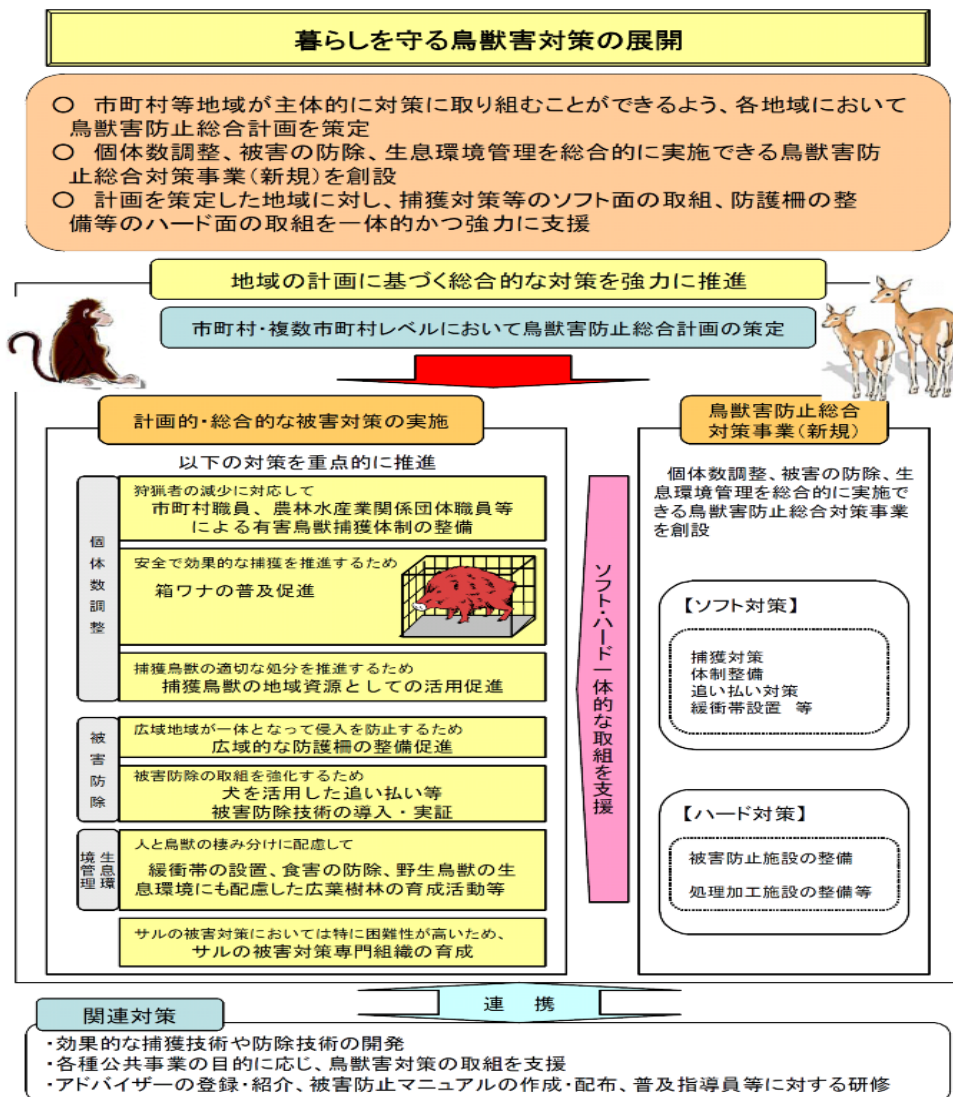 暮らしを守る鳥獣害対策の展開
○ 市町村等地域が主体的に対策に取り組むことができるよう、各地域において
鳥獣害防止総合計画を策定
○ 個体数調整、被害の防除、生息環境管理を総合的に実施できる鳥獣害防
止総合対策事業(新規)を創設
○ 計画を策定した地域に対し、捕獲対策等のソフト面の取組、防護柵の整
備等のハード面の取組を一体的かつ強力に支援
地域の計画に基づく総合的な対策を強力に推進
市町村・複数市町村レベルにおいて鳥獣害防止総合計画の策定
計画的・総合的な被害対策の実施
以下の対策を重点的に推進
個体数調整
狩猟者の減少に対応して
市町村職員、農林水産業関係団体職員等
による有害鳥獣捕獲体制の整備
安全で効果的な捕獲を推進するため
箱ワナの普及促進
捕獲鳥獣の適切な処分を推進するため
捕獲鳥獣の地域資源としての活用促進
被害防除
広域地域が一体となって侵入を防止するため
広域的な防護柵の整備促進
被害防除の取組を強化するため
犬を活用した追い払い等
被害防除技術の導入・実証
生息環
境管理
人と鳥獣の棲み分けに配慮して
緩衝帯の設置、食害の防除、野生鳥獣の生
息環境にも配慮した広葉樹林の育成活動等
サルの被害対策においては特に困難性が高いため、
サルの被害対策専門組織の育成
ソフト・ハード一体的な取組を支援
鳥獣害防止総合
対策事業(新規)
個体数調整、被害の防除、生
息環境管理を総合的に実施で
きる鳥獣害防止総合対策事業
を創設
【ソフト対策】
捕獲対策
体制整備
追い払い対策
緩衝帯設置 等
【ハード対策】
被害防止施設の整備
処理加工施設の整備等
連 携
関連対策
・効果的な捕獲技術や防除技術の開発
・各種公共事業の目的に応じ、鳥獣害対策の取組を支援
・アドバイザーの登録・紹介、被害防止マニュアルの作成・配布、普及指導員等に対する研修